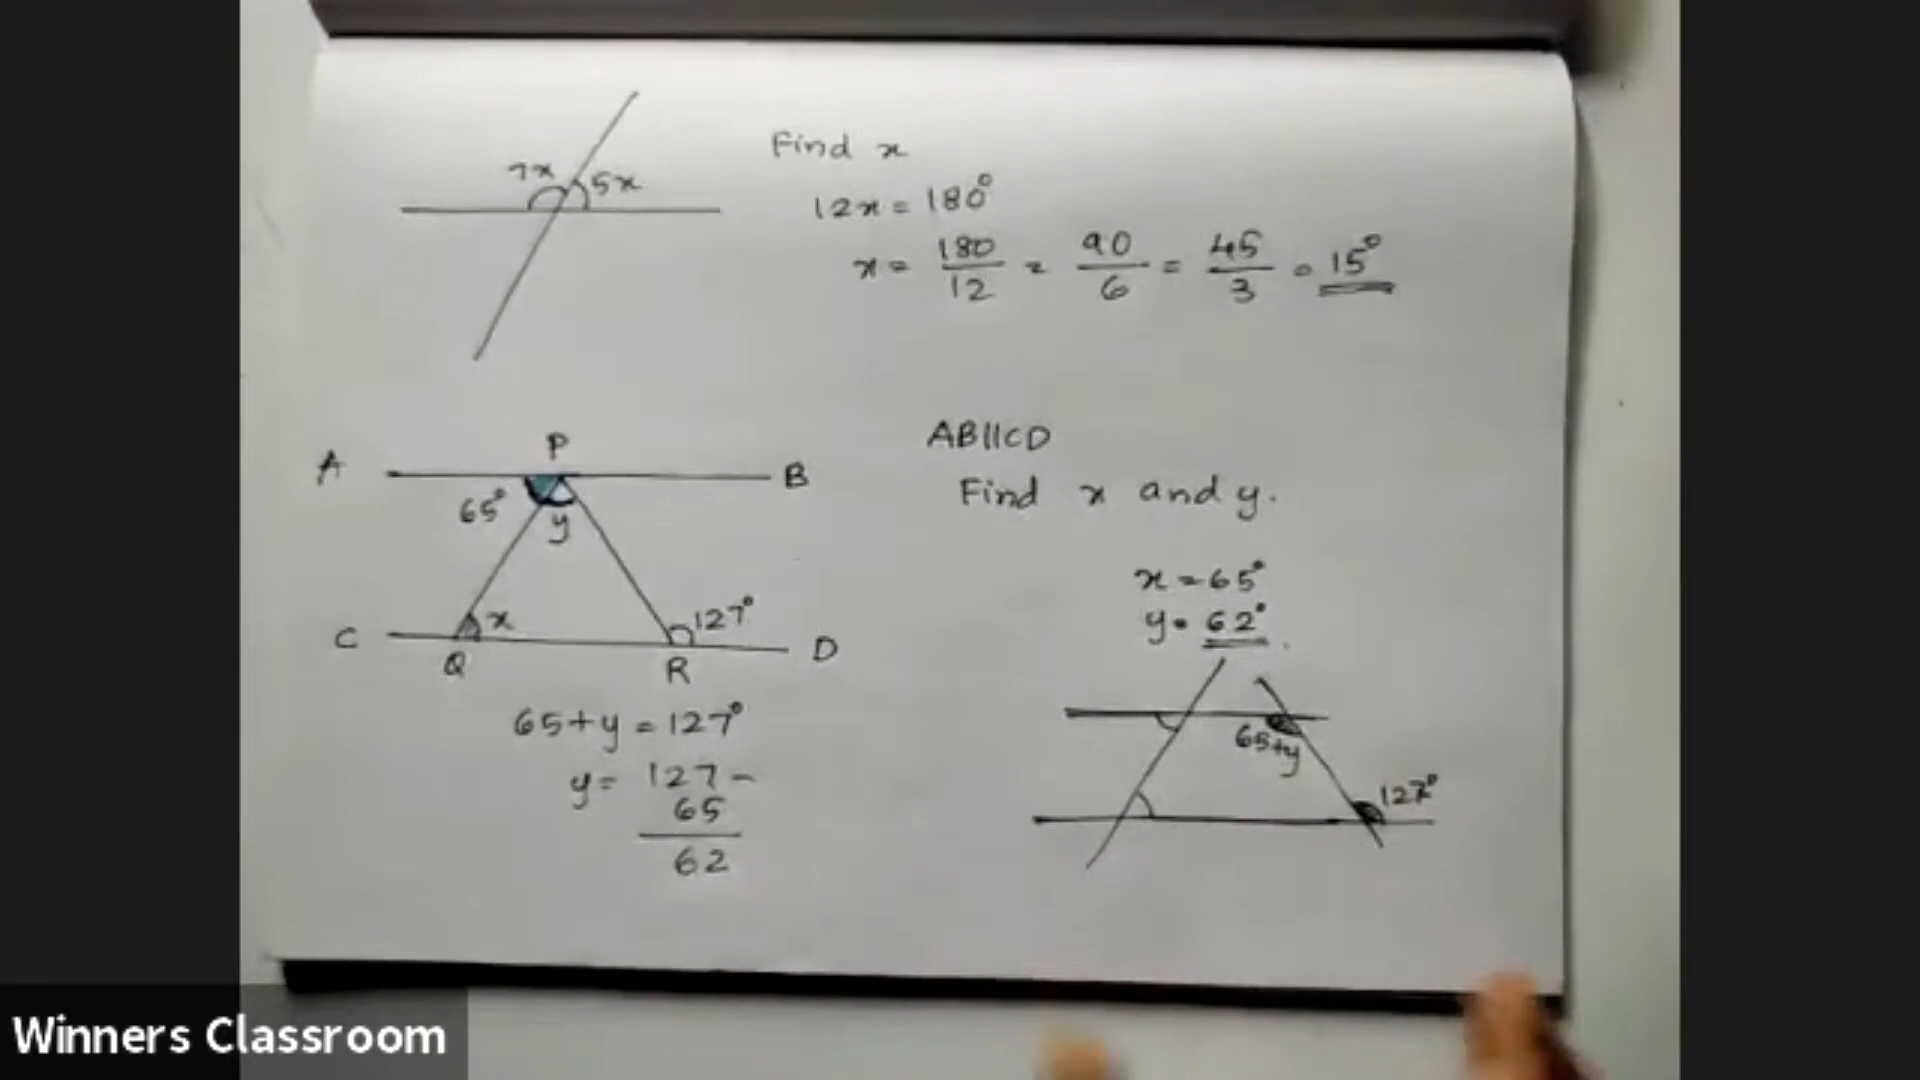 Find x
7x 5x
12x = 180°
x = 180/12 = 90/6 = 45/3 = 15°
P
A B
65° y
C x 127° D
Q R
65+y = 127°
y = 127 -
65
62
AB||CD
Find x and y.
x = 65°
y = 62°.
65+y
127°
Winners Classroom